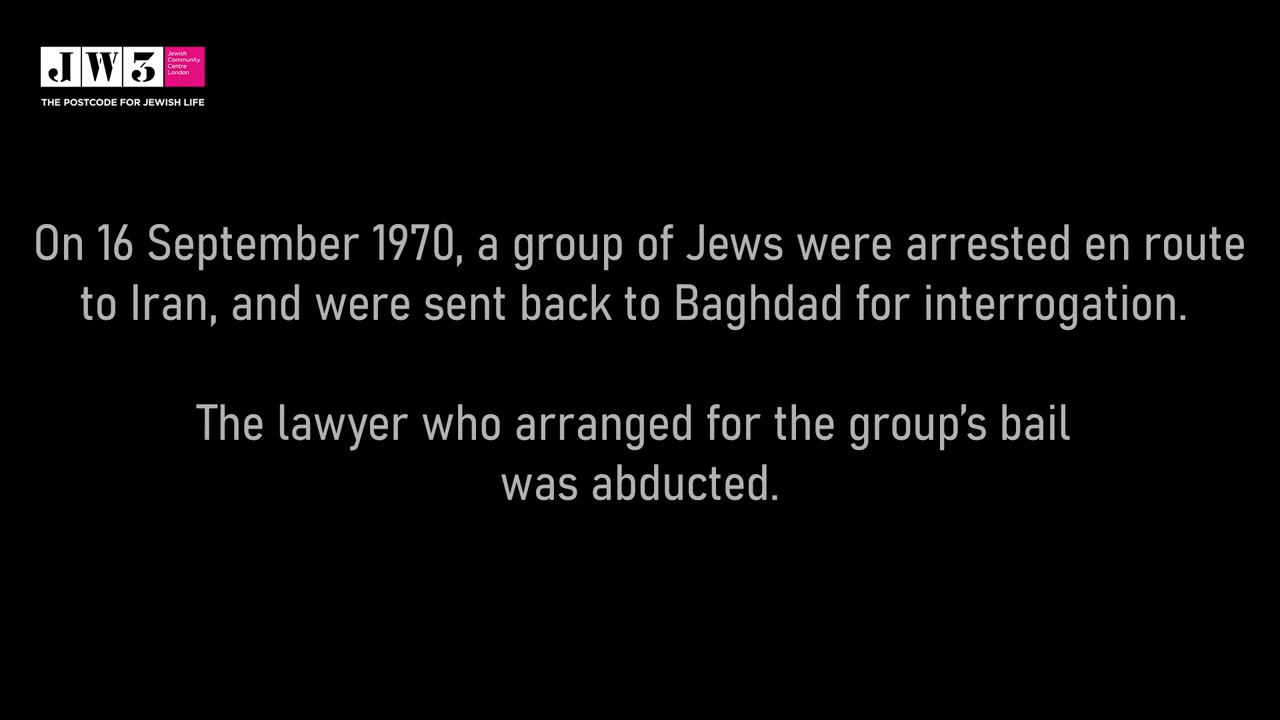 JW3
Jewish
Community
Centre
London
THE POSTCODE FOR JEWISH LIFE
On 16 September 1970, a group of Jews were arrested en route
to Iran, and were sent back to Baghdad for interrogation.
The lawyer who arranged for the group’s bail
was abducted.